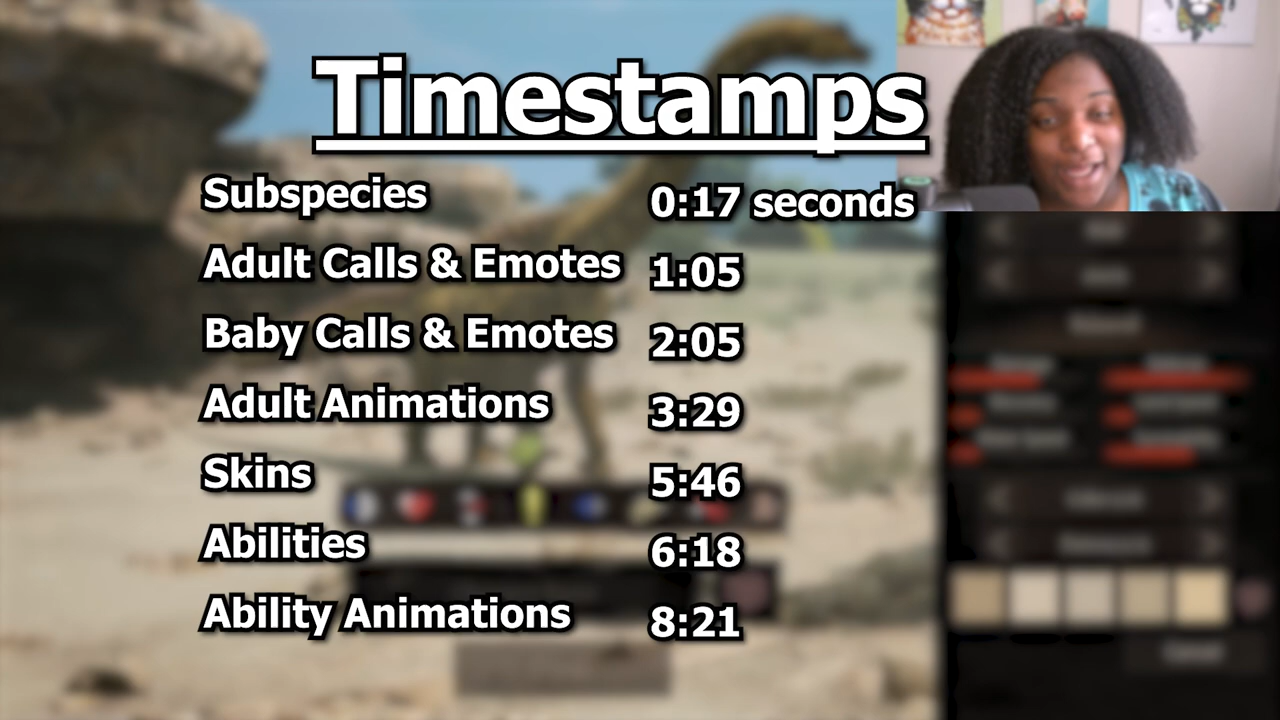 Timestamps
Subspecies 0:17 seconds
Adult Calls & Emotes 1:05
Baby Calls & Emotes 2:05
Adult Animations 3:29
Skins 5:46
Abilities 6:18
Ability Animations 8:21